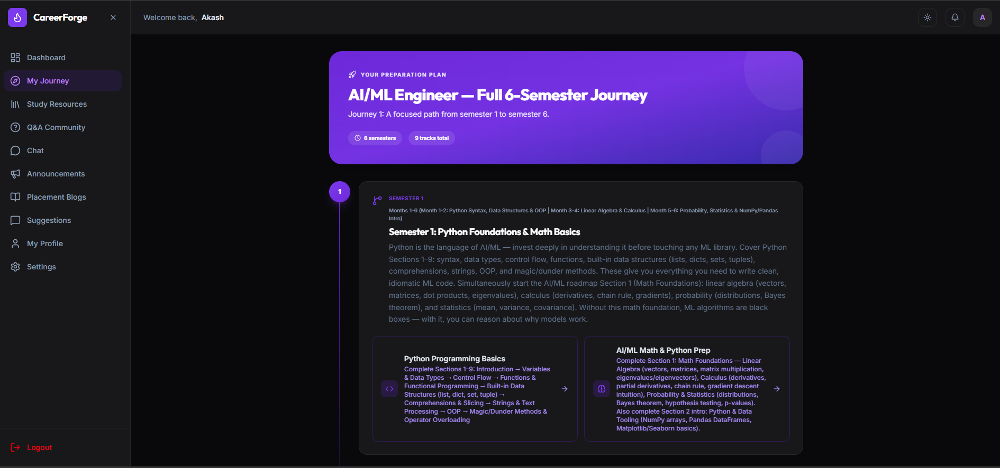 CareerForge
Welcome back, Akash
A
Dashboard
My Journey
Study Resources
Q&A Community
Chat
Announcements
Placement Blogs
Suggestions
My Profile
Settings
Logout
YOUR PREPARATION PLAN
AI/ML Engineer — Full 6-Semester Journey
Journey 1: A focused path from semester 1 to semester 6.
6 semesters
9 tracks total
1
SEMESTER 1
Months 1–6 (Month 1-2: Python Syntax, Data Structures & OOP | Month 3-4: Linear Algebra & Calculus | Month 5-6: Probability, Statistics & NumPy/Pandas
Intro)
Semester 1: Python Foundations & Math Basics
Python is the language of AI/ML — invest deeply in understanding it before touching any ML library. Cover Python
Sections 1–9: syntax, data types, control flow, functions, built-in data structures (lists, dicts, sets, tuples),
comprehensions, strings, OOP, and magic/dunder methods. These give you everything you need to write clean,
idiomatic ML code. Simultaneously start the AI/ML roadmap Section 1 (Math Foundations): linear algebra (vectors,
matrices, dot products, eigenvalues), calculus (derivatives, chain rule, gradients), probability (distributions, Bayes
theorem), and statistics (mean, variance, covariance). Without this math foundation, ML algorithms are black
boxes — with it, you can reason about why models work.
Python Programming Basics
Complete Sections 1–9: Introduction → Variables
& Data Types → Control Flow → Functions &
Functional Programming → Built-in Data
Structures (list, dict, set, tuple) →
Comprehensions & Slicing → Strings & Text
Processing → OOP → Magic/Dunder Methods &
Operator Overloading
AI/ML Math & Python Prep
Complete Section 1: Math Foundations — Linear
Algebra (vectors, matrices, matrix multiplication,
eigenvalues/eigenvectors), Calculus (derivatives,
partial derivatives, chain rule, gradient descent
intuition), Probability & Statistics (distributions,
Bayes theorem, hypothesis testing, p-values).
Also complete Section 2 intro: Python & Data
Tooling (NumPy arrays, Pandas DataFrames,
Matplotlib/Seaborn basics).